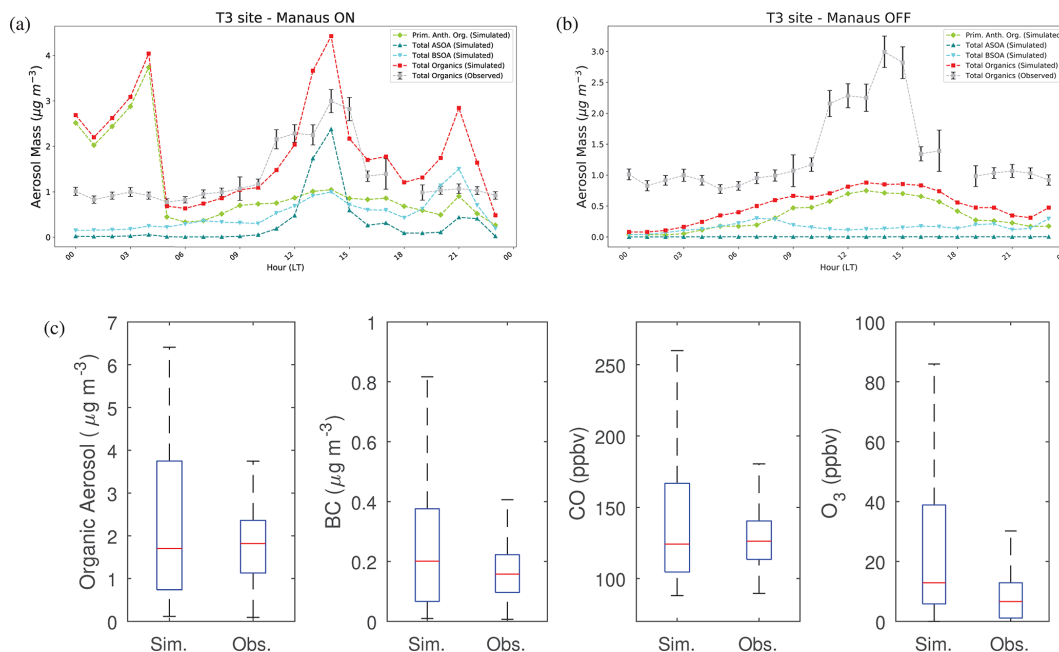 (a)
T3 site - Manaus ON
Aerosol Mass (μg m⁻³)
4
3
2
1
0
00
03
06
09
12
15
18
21
00
Hour (LT)
Prim. Anth. Org. (Simulated)
Total ASOA (Simulated)
Total BSOA (Simulated)
Total Organics (Simulated)
Total Organics (Observed)
(b)
T3 site - Manaus OFF
Aerosol Mass (μg m⁻³)
3.0
2.5
2.0
1.5
1.0
0.5
0.0
00
03
06
09
12
15
18
21
Hour (LT)
Prim. Anth. Org. (Simulated)
Total ASOA (Simulated)
Total BSOA (Simulated)
Total Organics (Simulated)
Total Organics (Observed)
(c)
Organic Aerosol ( μg m⁻³)
7
6
5
4
3
2
1
0
Sim. Obs.
BC (μg m⁻³)
1
0.8
0.6
0.4
0.2
0
Sim. Obs.
CO (ppbv)
250
200
150
100
Sim. Obs.
O₃ (ppbv)
100
80
60
40
20
0
Sim. Obs.